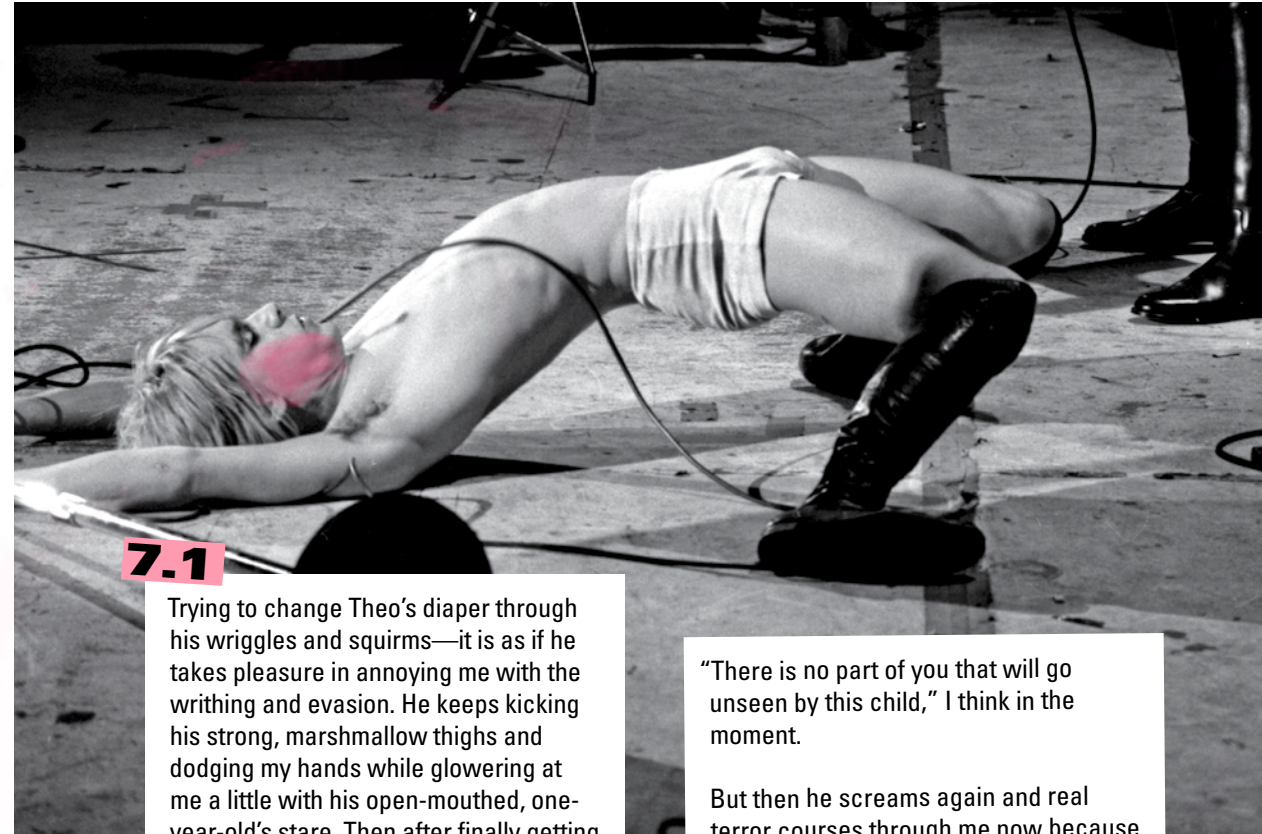 7.1
Trying to change Theo’s diaper through
his wriggles and squirms—it is as if he
takes pleasure in annoying me with the
writhing and evasion. He keeps kicking
his strong, marshmallow thighs and
dodging my hands while glowering at
me a little with his open-mouthed, one-
year-old’s stare. Then after finally getting
“There is no part of you that will go
unseen by this child,” I think in the
moment.
But then he screams again and real
terror courses through me now because